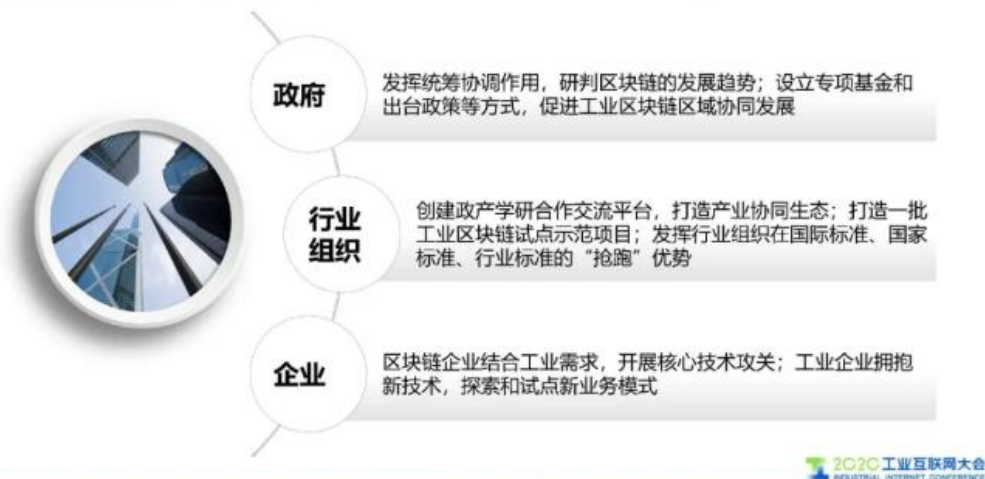 政府
发挥统筹协调作用，研判区块链的发展趋势；设立专项基金和
出台政策等方式，促进工业区块链区域协同发展
行业
组织
创建政产学研合作交流平台，打造产业协同生态；打造一批
工业区块链试点示范项目；发挥行业组织在国际标准、国家
标准、行业标准的“抢跑”优势
企业
区块链企业结合工业需求，开展核心技术攻关；工业企业拥抱
新技术，探索和试点新业务模式
2020 工业互联网大会
INDUSTRIAL INTERNET CONFERENCE